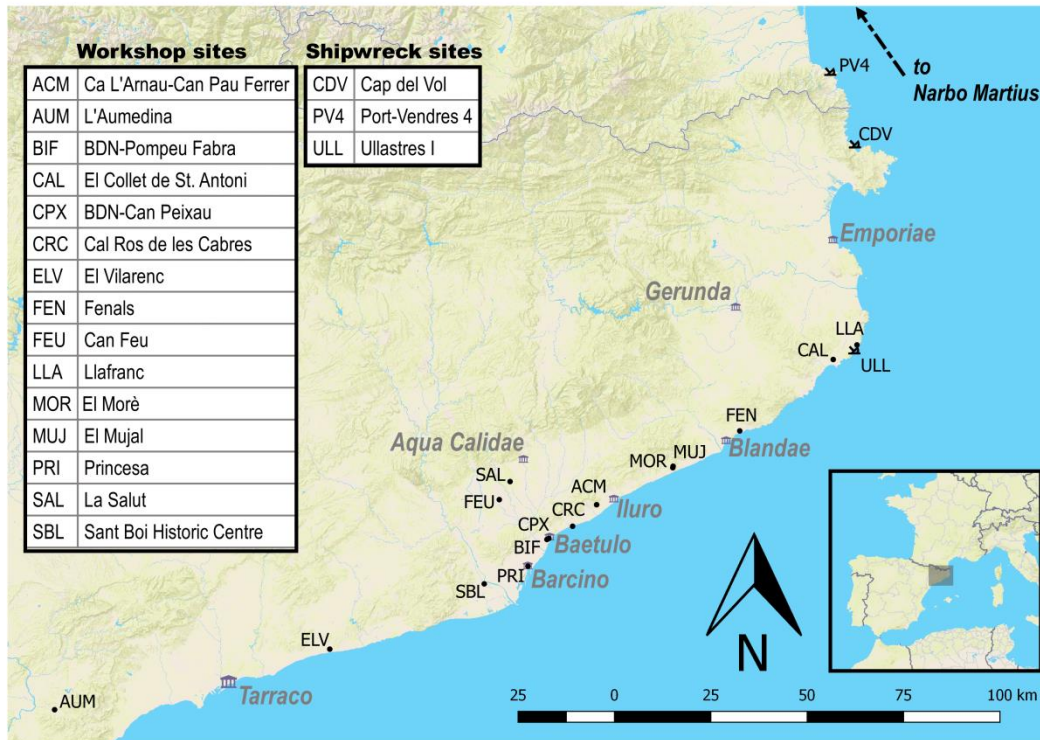 Workshop sites
ACM Ca L'Arnau-Can Pau Ferrer
AUM L'Aumedina
BIF BDN-Pompeu Fabra
CAL El Collet de St. Antoni
CPX BDN-Can Peixau
CRC Cal Ros de les Cabres
ELV El Vilarenc
FEN Fenals
FEU Can Feu
LLA Llafranc
MOR El Morè
MUJ El Mujal
PRI Princesa
SAL La Salut
SBL Sant Boi Historic Centre
Shipwreck sites
CDV Cap del Vol
PV4 Port-Vendres 4
ULL Ullastres I
PV4
to
Narbo Martius
CDV
Emporiae
Gerunda
LLA
CAL
ULL
FEN
Blandae
Aqua Calidae
MOR MUJ
SAL
FEU
ACM
Iluro
CRC
CPX
BIF
Baetulo
PRI
Barcino
SBL
ELV
AUM
Tarraco
N
25 0 25 50 75 100 km